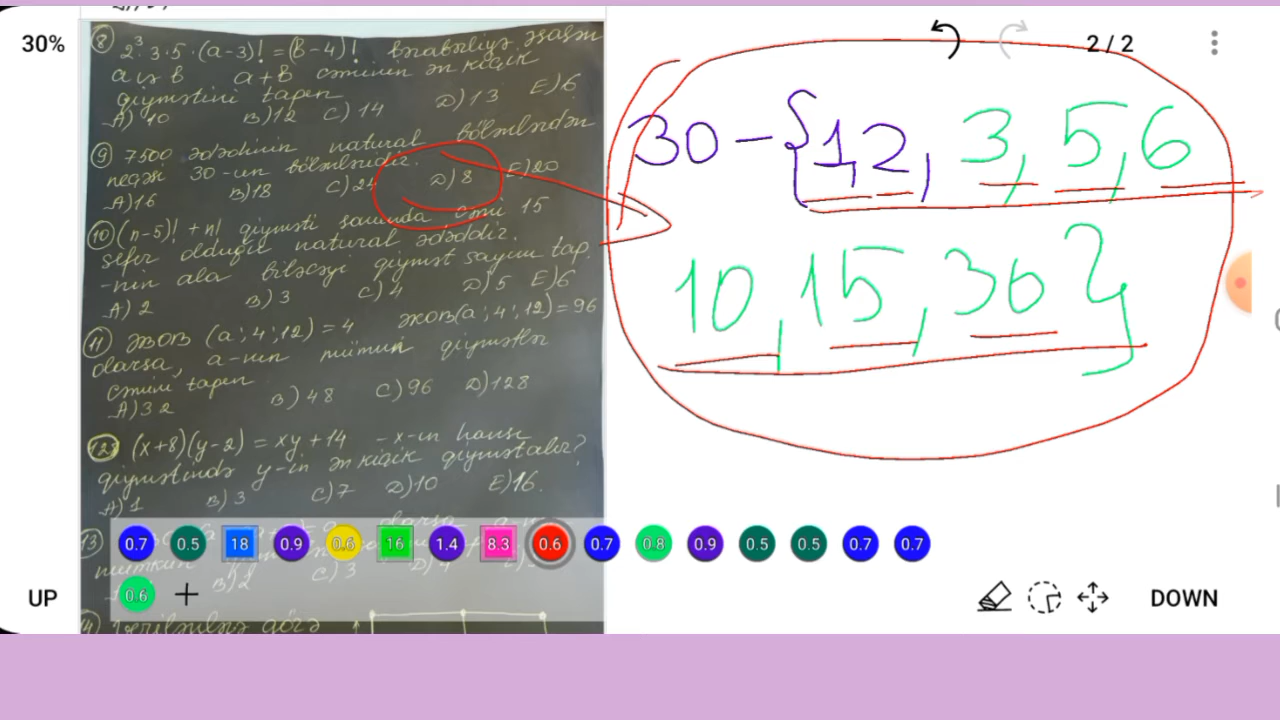 30%
2/2
8) 2³·3·5·(a-3)! = (b-4)! bərabərliyə əsasən
a və b a+b cəminin ən kiçik
qiymətini tapın
A) 10 B) 12 C) 14 D) 13 E) 6
9) 7500 ədədinin natural bölənlərindən
neçəsi 30-un bölənləridir.
A) 16 B) 18 C) 24 D) 8 E) 20
10) (n-5)! + n! qiyməti sonunda cəmi 15
sıfır olduğu natural ədəddir.
-nin ala biləcəyi qiymət sayını tap.
A) 2 B) 3 C) 4 D) 5 E) 6
11) ƏBOB (a; 4; 12) = 4 ƏKOB (a; 4; 12) = 96
olarsa, a-nın mümkün qiymətlər
cəmini tapın
A) 32 B) 48 C) 96 D) 128
12) (x+8)(y-2) = xy + 14 - x-in hansı
qiymətində y-in ən kiçik qiymət alır?
A) 1 B) 3 C) 7 D) 10 E) 16.
13)
B) 2 C) 3
14) verilənlərə görə
30 - {1,2, 3, 5, 6
10, 15, 30}
0.7 0.5 18 0.9 0.6 16 1.4 8.3 0.6 0.7 0.8 0.9 0.5 0.5 0.7 0.7
0.6 +
UP
DOWN